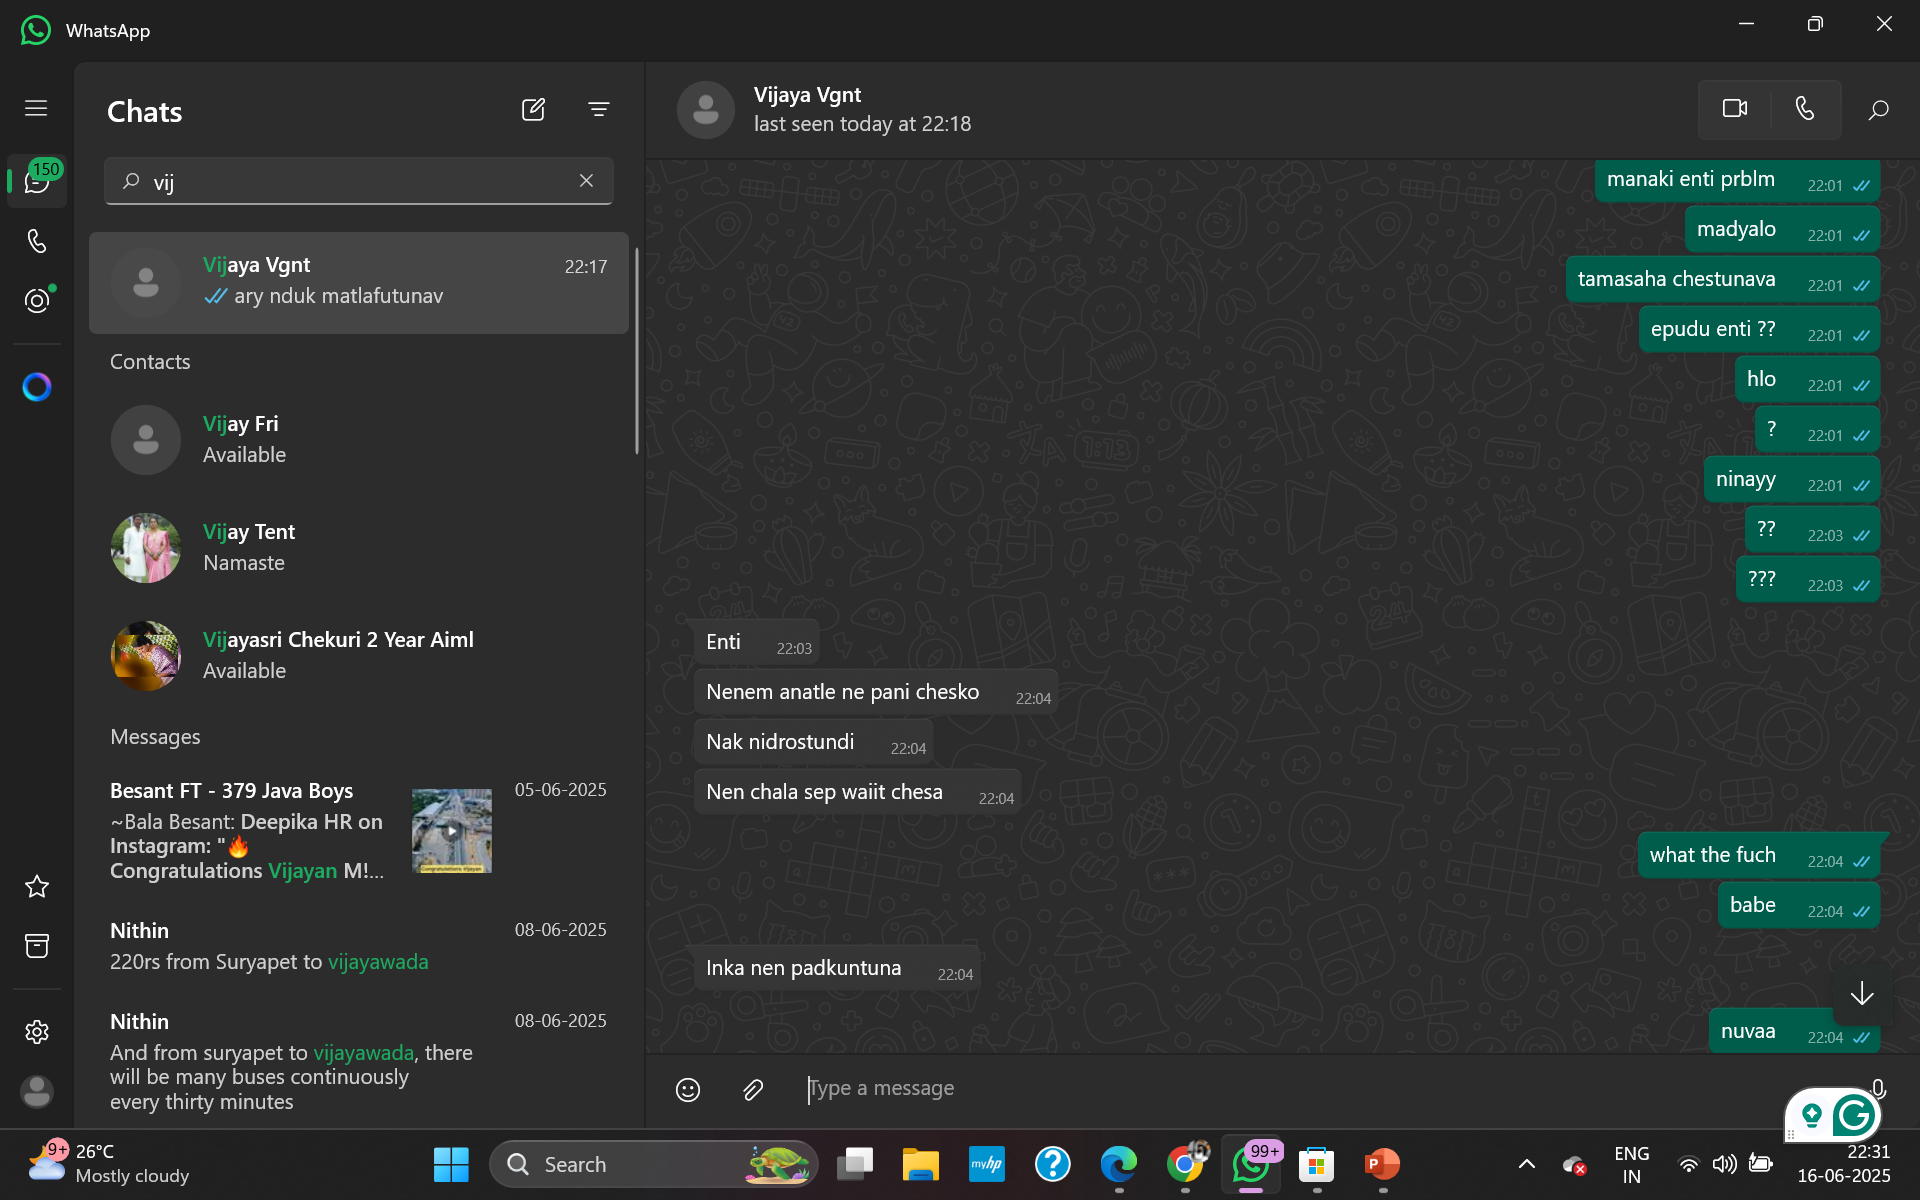 WhatsApp
150
Chats
vij
Vijaya Vgnt
22:17
ary nduk matlafutunav
Contacts
Vijay Fri
Available
Vijay Tent
Namaste
Vijayasri Chekuri 2 Year Aiml
Available
Messages
Besant FT - 379 Java Boys
05-06-2025
~Bala Besant: Deepika HR on
Instagram: "🔥
Congratulations Vijayan M!...
Nithin
08-06-2025
220rs from Suryapet to vijayawada
Nithin
08-06-2025
And from suryapet to vijayawada, there
will be many buses continuously
every thirty minutes
Vijaya Vgnt
last seen today at 22:18
manaki enti prblm 22:01
madyalo 22:01
tamasaha chestunava 22:01
epudu enti ?? 22:01
hlo 22:01
? 22:01
ninayy 22:01
?? 22:03
??? 22:03
Enti 22:03
Nenem anatle ne pani chesko 22:04
Nak nidrostundi 22:04
Nen chala sep waiit chesa 22:04
what the fuch 22:04
babe 22:04
Inka nen padkuntuna 22:04
nuvaa 22:04
Type a message
9+
26°C
Mostly cloudy
Search
myhp
99+
ENG
IN
22:31
16-06-2025